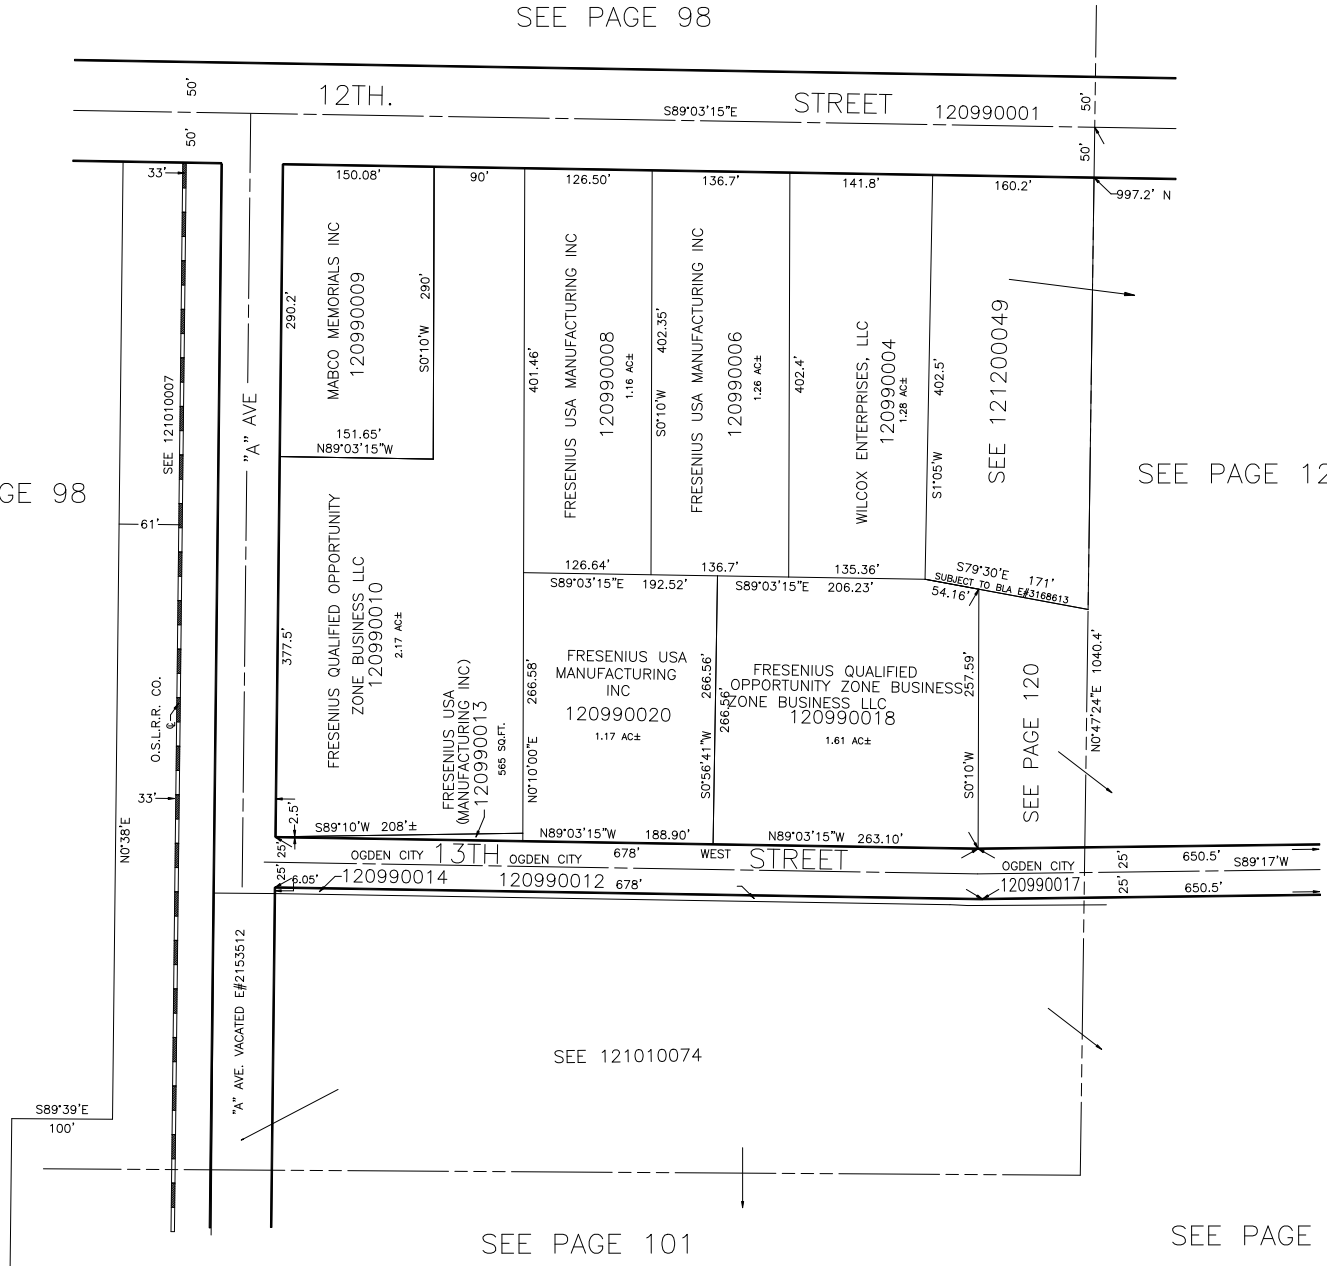 SEE PAGE 98
12TH.
STREET
120990001
S89°03'15"E
50'
50'
50'
50'
33'
150.08'
90'
126.50'
136.7'
141.8'
160.2'
997.2' N
MABCO MEMORIALS INC
120990009
290.2'
290'
S0°10'W
151.65'
N89°03'15"W
FRESENIUS USA MANUFACTURING INC
120990008
1.16 AC±
401.46'
402.35'
S0°10'W
FRESENIUS USA MANUFACTURING INC
120990006
1.26 AC±
402.4'
WILCOX ENTERPRISES, LLC
120990004
1.28 AC±
402.5'
S1°05'W
SEE 121200049
SEE PAGE 12
GE 98
SEE 121010007
"A" AVE
61'
126.64'
136.7'
135.36'
S89°03'15"E 192.52'
S89°03'15"E 206.23'
S79°30'E 171'
SUBJECT TO BLA E#3168613
54.16'
FRESENIUS QUALIFIED OPPORTUNITY
ZONE BUSINESS LLC
120990010
2.17 AC±
377.5'
O.S.L.R.R. CO.
33'
N0°38'E
FRESENIUS USA
(MANUFACTURING INC)
120990013
565 SQ.FT.
266.58'
N0°10'00"E
FRESENIUS USA
MANUFACTURING
INC
120990020
1.17 AC±
266.56'
266.56'
S0°56'41"W
FRESENIUS QUALIFIED
OPPORTUNITY ZONE BUSINESS
ZONE BUSINESS LLC
120990018
1.61 AC±
257.59'
S0°10'W
SEE PAGE 120
N0°47'24"E 1040.4'
2.5'
S89°10'W 208'±
N89°03'15"W 188.90'
N89°03'15"W 263.10'
25'
OGDEN CITY
13TH
OGDEN CITY
678'
WEST
STREET
OGDEN CITY
25'
650.5'
S89°17'W
25'
6.05'
120990014
120990012
678'
120990017
25'
650.5'
"A" AVE. VACATED E#2153512
SEE 121010074
S89°39'E
100'
SEE PAGE 101
SEE PAGE